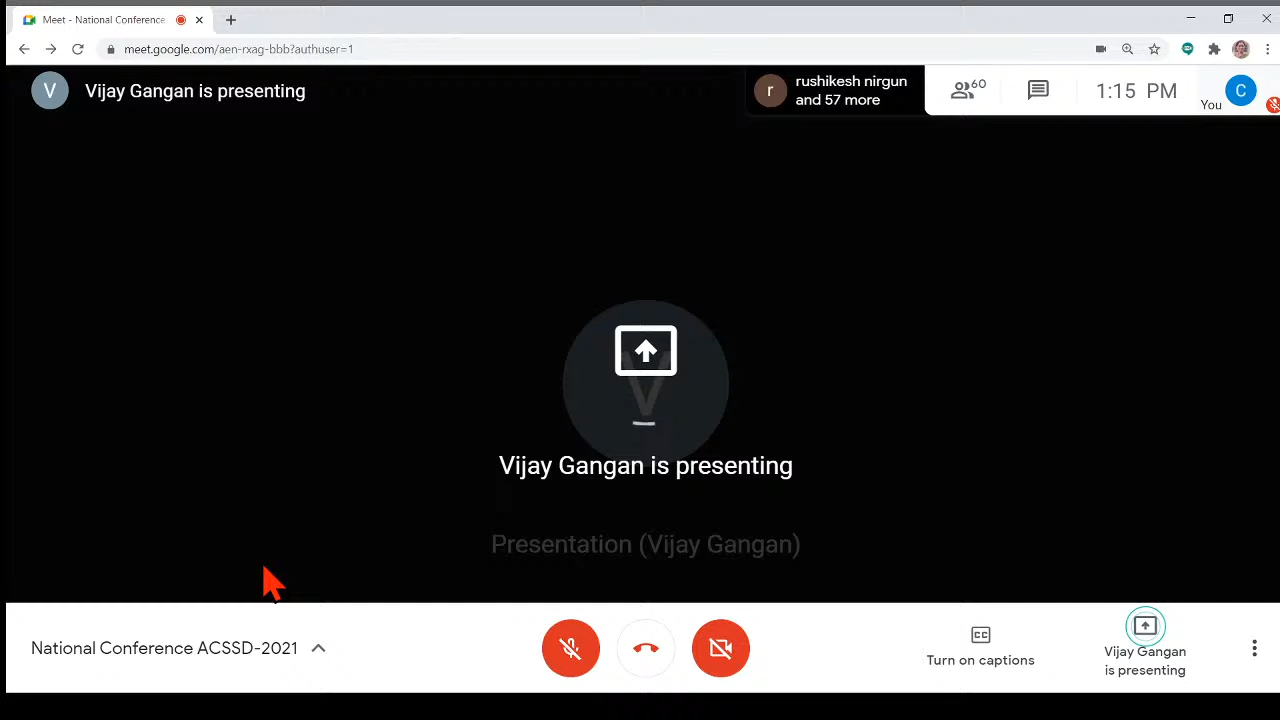 Meet - National Conference
meet.google.com/aen-rxag-bbb?authuser=1
V
Vijay Gangan is presenting
r
rushikesh nirgun
and 57 more
60
1:15 PM
You
C
V
Vijay Gangan is presenting
Presentation (Vijay Gangan)
National Conference ACSSD-2021
CC
Turn on captions
Vijay Gangan
is presenting